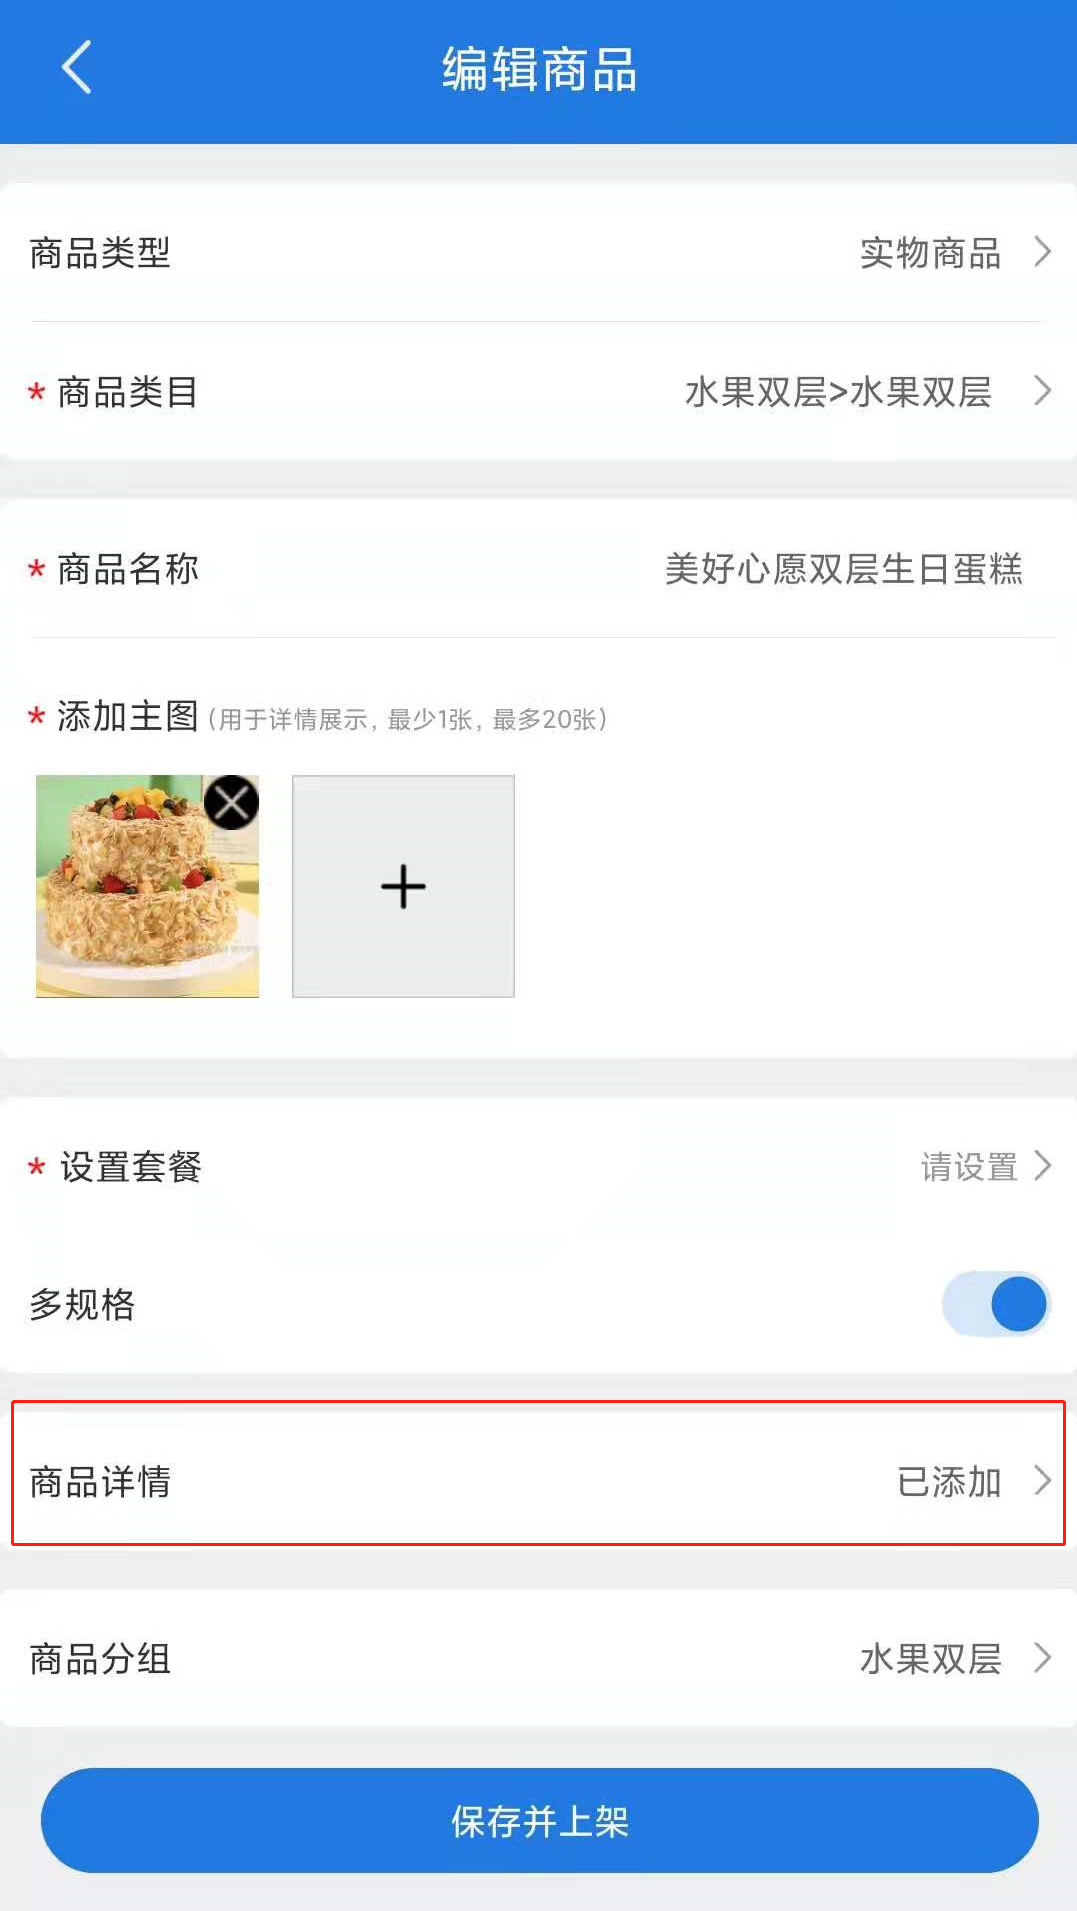 编辑商品
商品类型 实物商品
* 商品类目 水果双层>水果双层
* 商品名称 美好心愿双层生日蛋糕
* 添加主图(用于详情展示, 最少1张, 最多20张)
* 设置套餐 请设置
多规格
商品详情 已添加
商品分组 水果双层
保存并上架